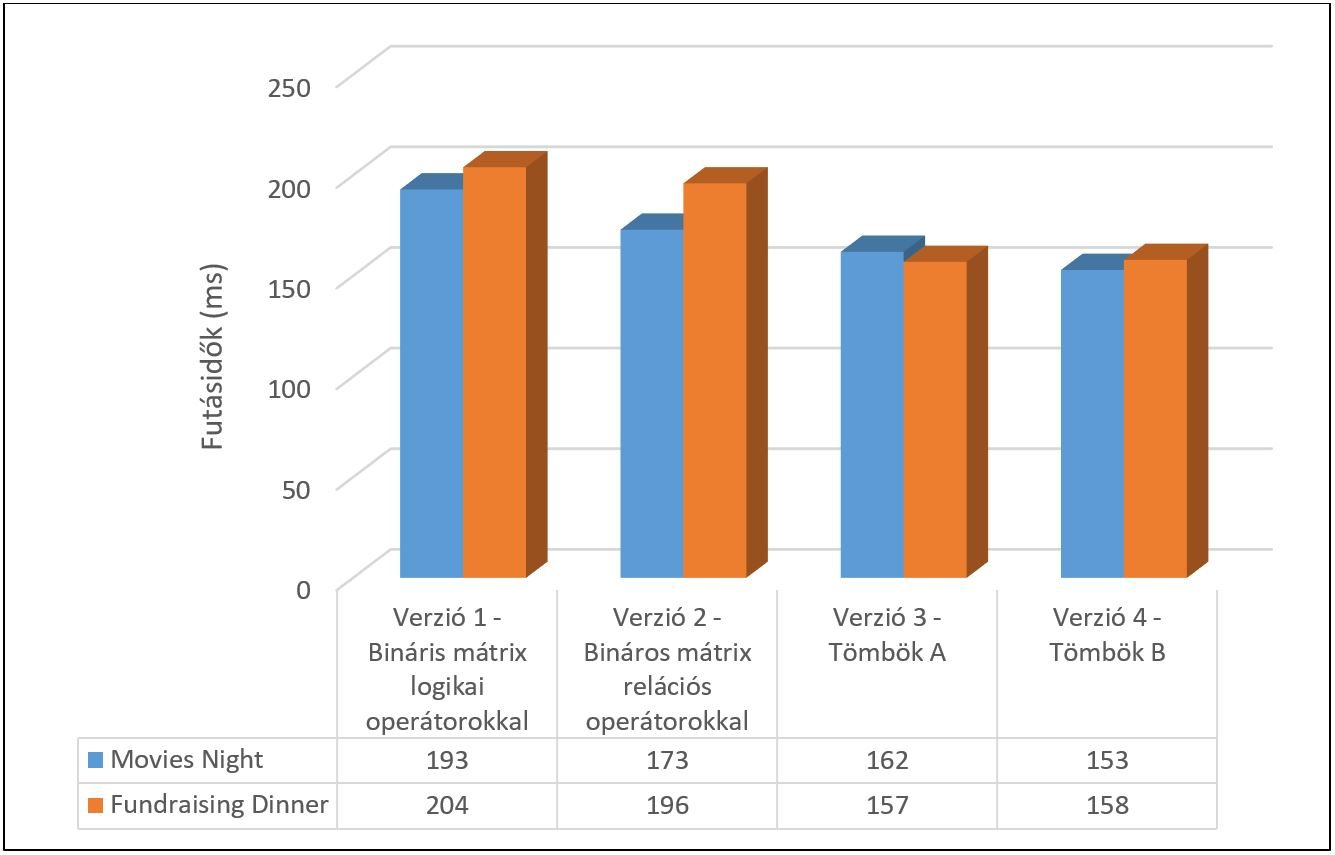 250
200
150
100
50
0
Futásidők (ms)
Verzió 1 -
Bináris mátrix
logikai
operátorokkal
Verzió 2 -
Bináros mátrix
relációs
operátorokkal
Verzió 3 -
Tömbök A
Verzió 4 -
Tömbök B
Movies Night 193 173 162 153
Fundraising Dinner 204 196 157 158